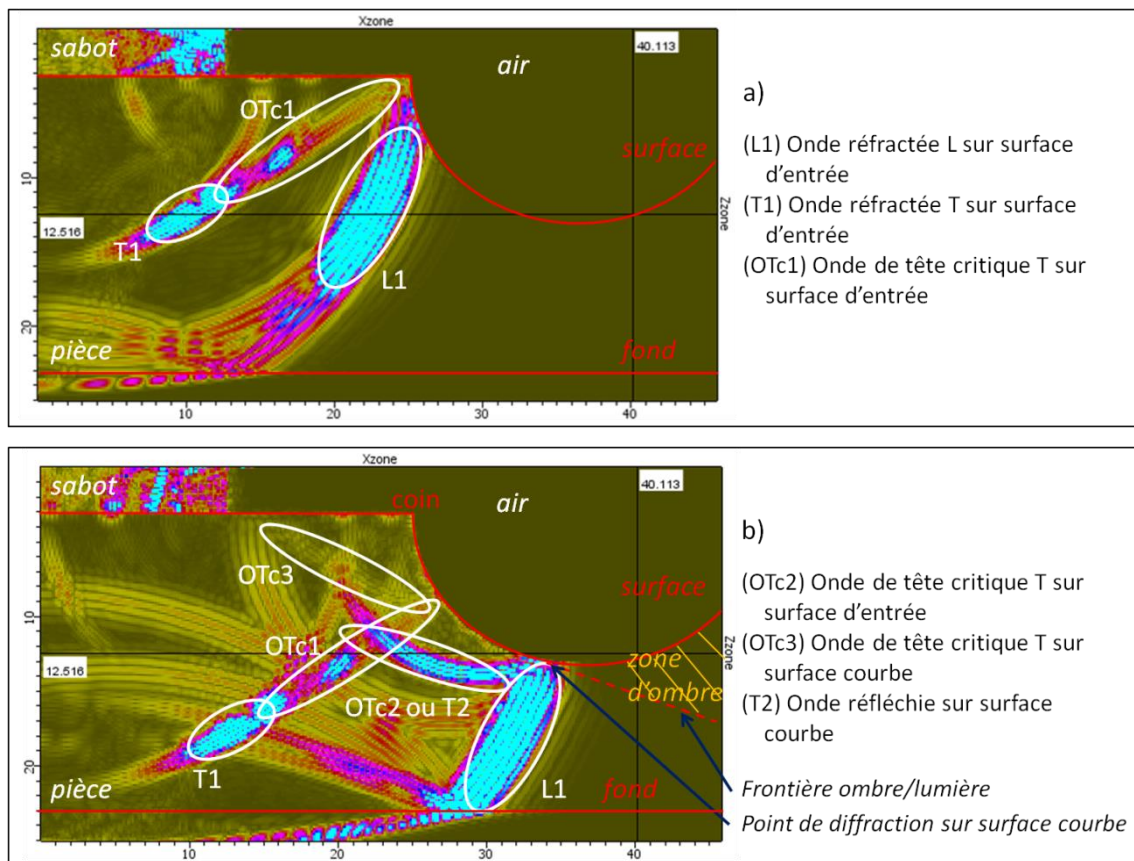 Xzone
sabot
40.113
air
OTc1
surface
10
12.516
Zzone
T1
L1
20
pièce
fond
10 20 30 40
a)
(L1) Onde réfractée L sur surface
d'entrée
(T1) Onde réfractée T sur surface
d'entrée
(OTc1) Onde de tête critique T sur
surface d'entrée
Xzone
sabot
40.113
coin
air
OTc3
surface
10
OTc1
12.516
Zzone
zone
d'ombre
OTc2 ou T2
T1
L1
20
pièce
fond
10 20 30 40
b)
(OTc2) Onde de tête critique T sur
surface d'entrée
(OTc3) Onde de tête critique T sur
surface courbe
(T2) Onde réfléchie sur surface
courbe
Frontière ombre/lumière
Point de diffraction sur surface courbe